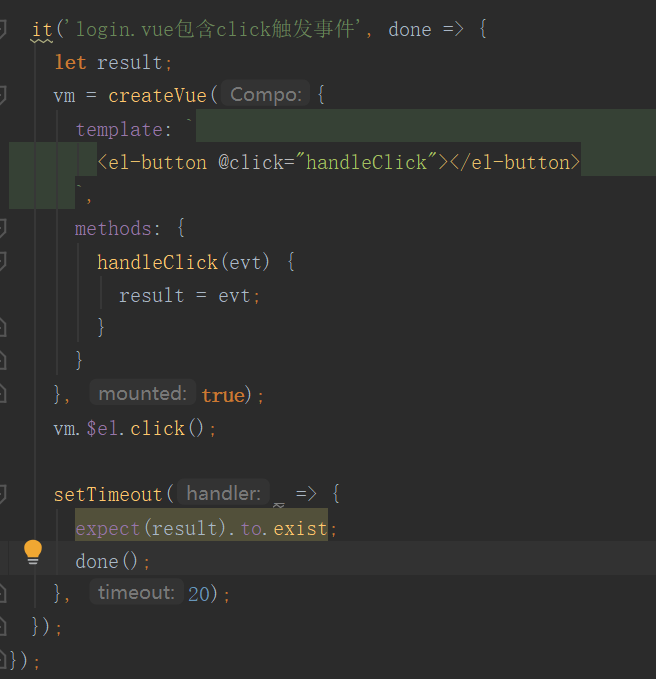 it('login.vue包含click触发事件', done => {
let result;
vm = createVue( Compo: {
template: `
<el-button @click="handleClick"></el-button>
`,
methods: {
handleClick(evt) {
result = evt;
}
}
}, mounted: true);
vm.$el.click();
setTimeout( handler: _ => {
expect(result).to.exist;
done();
}, timeout: 20);
});
});